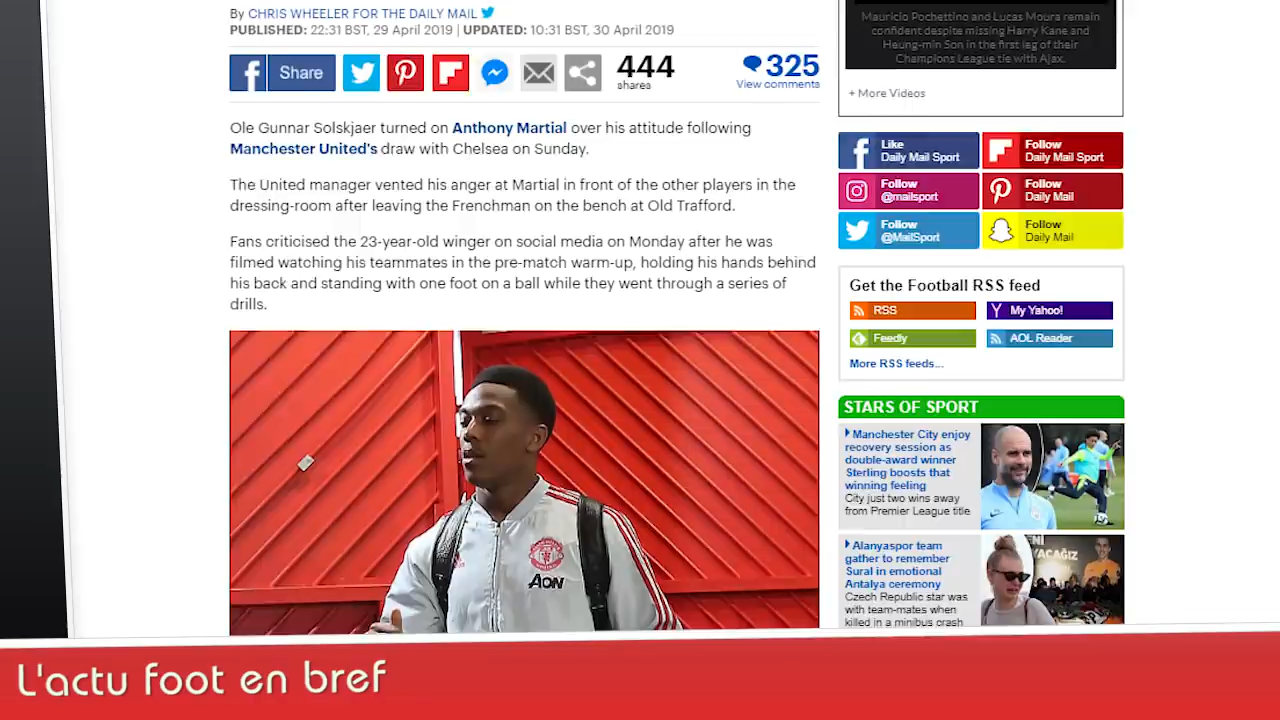 By CHRIS WHEELER FOR THE DAILY MAIL
PUBLISHED: 22:31 BST, 29 April 2019 | UPDATED: 10:31 BST, 30 April 2019
Share
444
shares
325
View comments
Ole Gunnar Solskjaer turned on Anthony Martial over his attitude following
Manchester United's draw with Chelsea on Sunday.
The United manager vented his anger at Martial in front of the other players in the
dressing-room after leaving the Frenchman on the bench at Old Trafford.
Fans criticised the 23-year-old winger on social media on Monday after he was
filmed watching his teammates in the pre-match warm-up, holding his hands behind
his back and standing with one foot on a ball while they went through a series of
drills.
AON
Mauricio Pochettino and Lucas Moura remain
confident despite missing Harry Kane and
Heung-min Son in the first leg of their
Champions League tie with Ajax.
+ More Videos
Like
Daily Mail Sport
Follow
Daily Mail Sport
Follow
@mailsport
Follow
Daily Mail
Follow
@MailSport
Follow
Daily Mail
Get the Football RSS feed
RSS
My Yahoo!
Feedly
AOL Reader
More RSS feeds...
STARS OF SPORT
Manchester City enjoy
recovery session as
double-award winner
Sterling boosts that
winning feeling
City just two wins away
from Premier League title
Alanyaspor team
gather to remember
Sural in emotional
Antalya ceremony
Czech Republic star was
with team-mates when
killed in a minibus crash
L'actu foot en bref